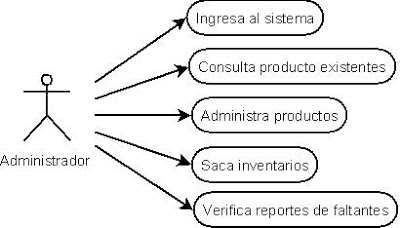 Ingresa al sistema
Consulta producto existentes
Administra productos
Administrador
Saca inventarios
Verifica reportes de faltantes